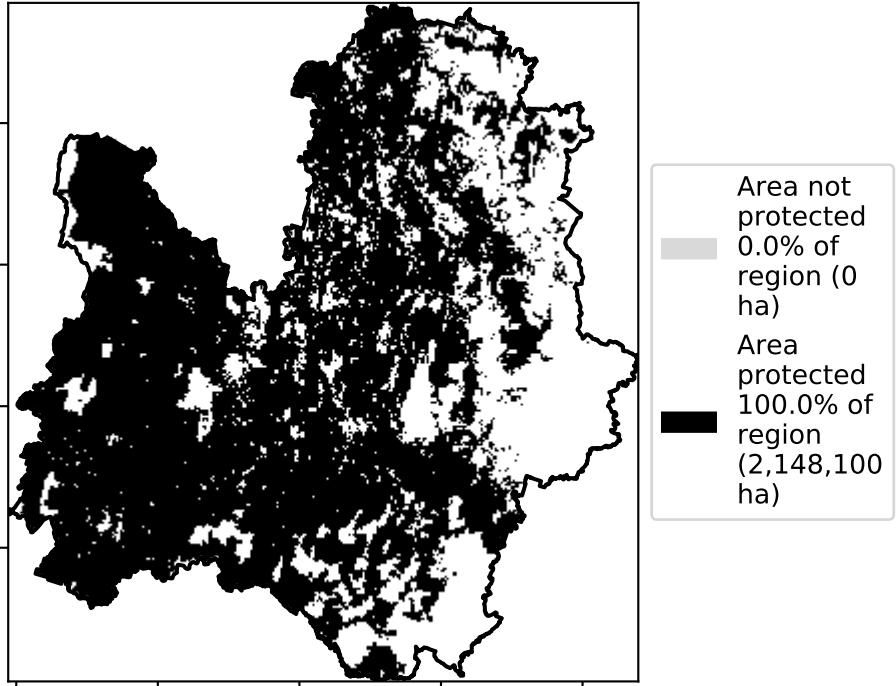 Area not
protected
0.0% of
region (0
ha)
Area
protected
100.0% of
region
(2,148,100
ha)